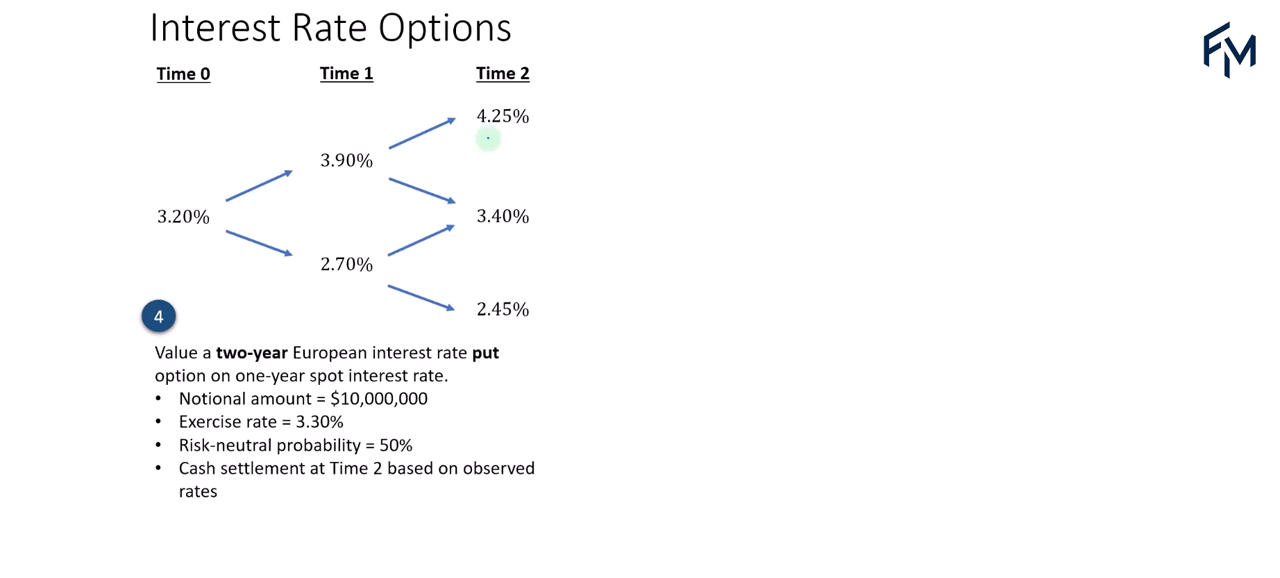 Interest Rate Options
FM
Time 0 Time 1 Time 2
4.25%
3.90%
3.20% 3.40%
2.70%
2.45%
4
Value a two-year European interest rate put
option on one-year spot interest rate.
• Notional amount = $10,000,000
• Exercise rate = 3.30%
• Risk-neutral probability = 50%
• Cash settlement at Time 2 based on observed
rates